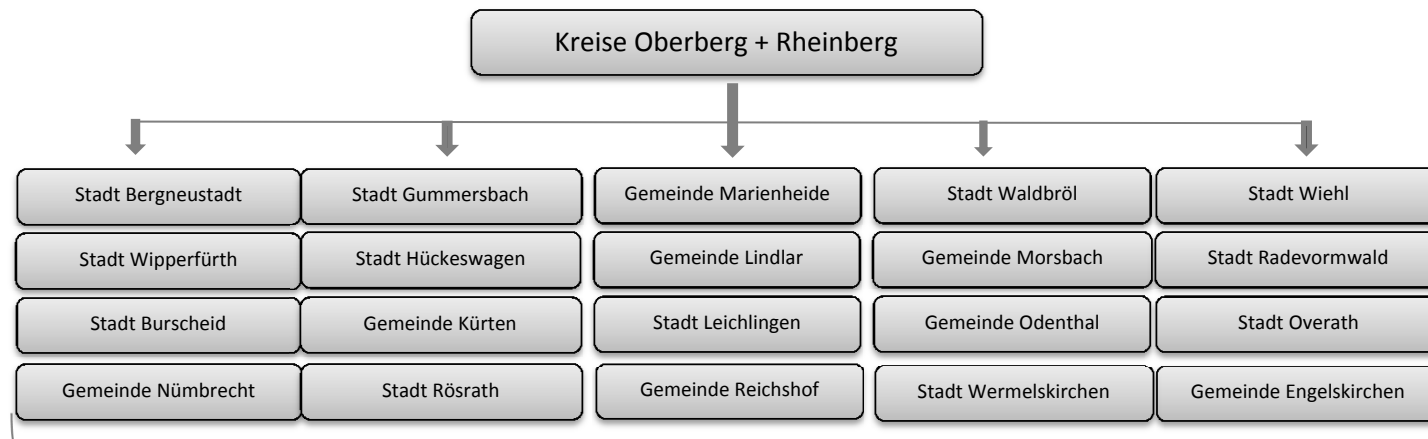 Kreise Oberberg + Rheinberg
Stadt Bergneustadt
Stadt Gummersbach
Gemeinde Marienheide
Stadt Waldbröl
Stadt Wiehl
Stadt Wipperfürth
Stadt Hückeswagen
Gemeinde Lindlar
Gemeinde Morsbach
Stadt Radevormwald
Stadt Burscheid
Gemeinde Kürten
Stadt Leichlingen
Gemeinde Odenthal
Stadt Overath
Gemeinde Nümbrecht
Stadt Rösrath
Gemeinde Reichshof
Stadt Wermelskirchen
Gemeinde Engelskirchen